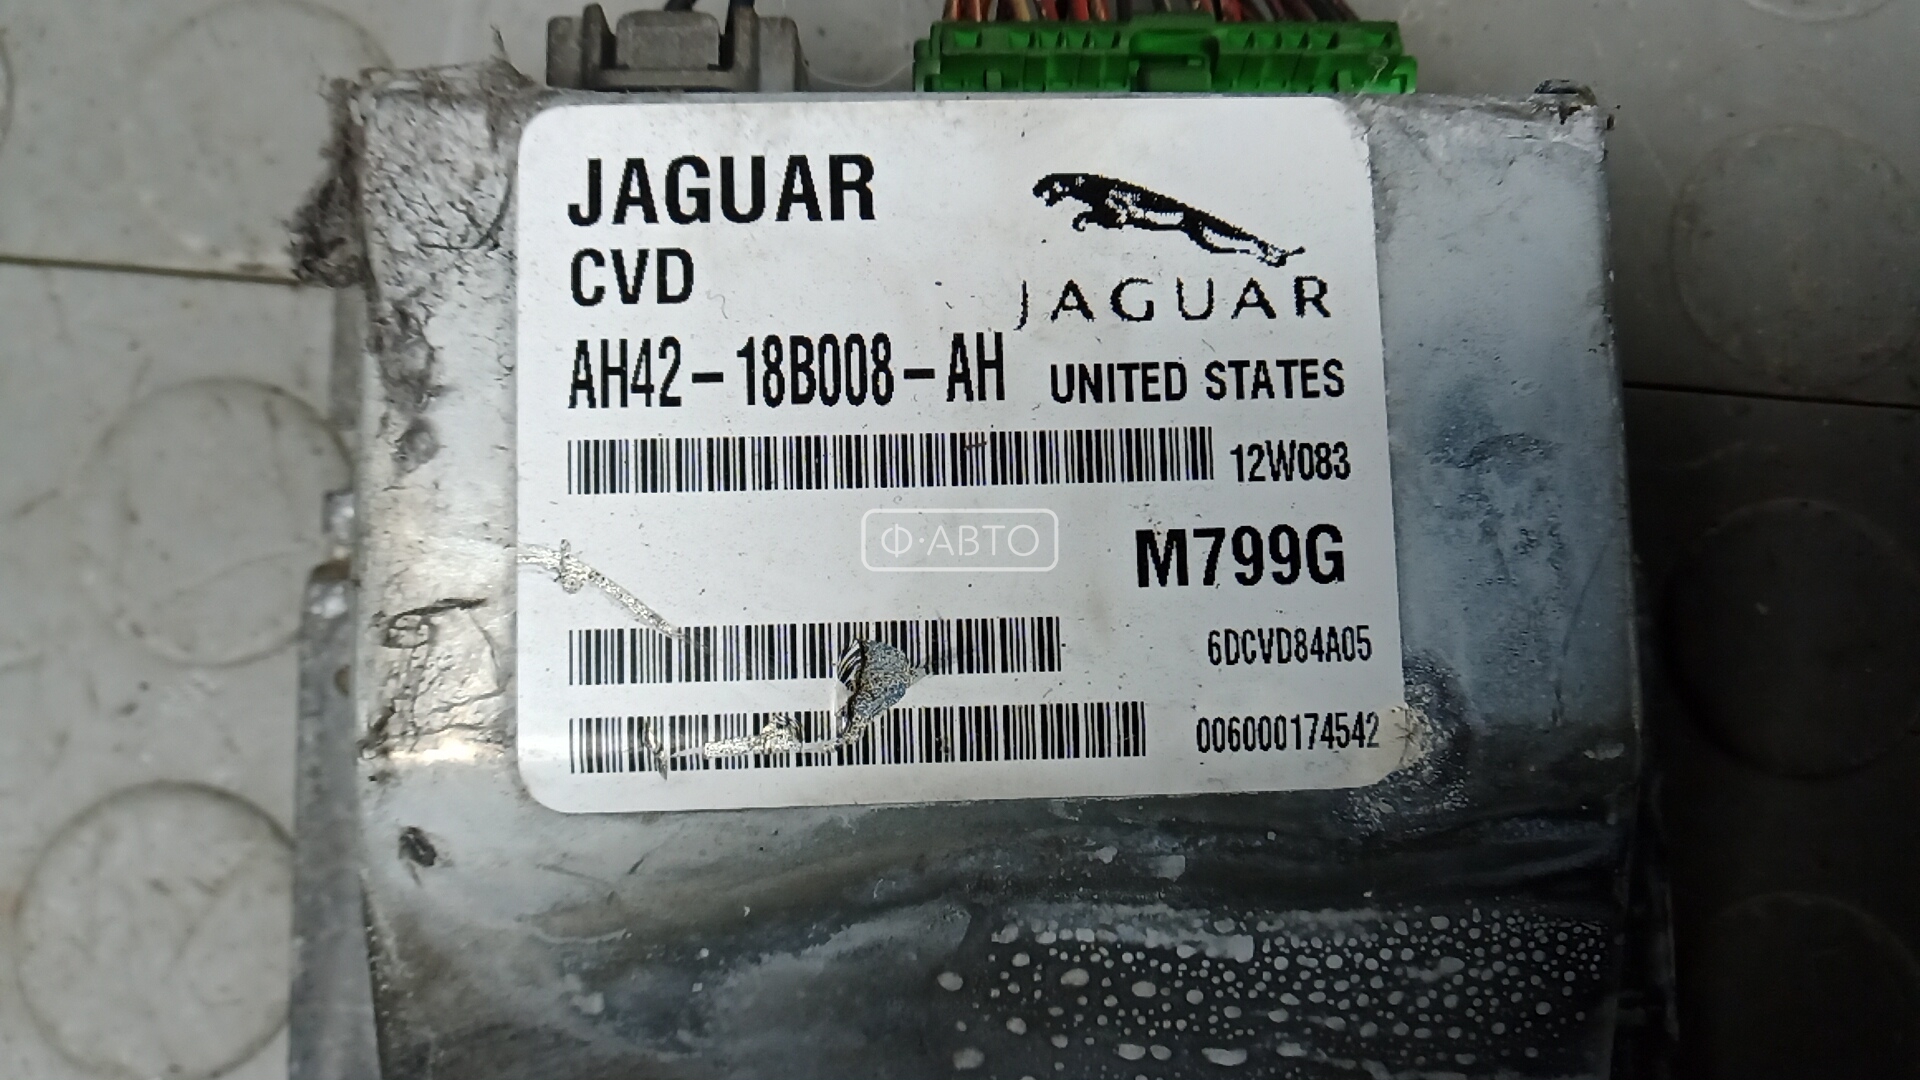 JAGUAR
CVD
JAGUAR
AH42-18B008-AH
UNITED STATES
12W083
Ф·АВТО
M799G
6DCVD84A05
006000174542